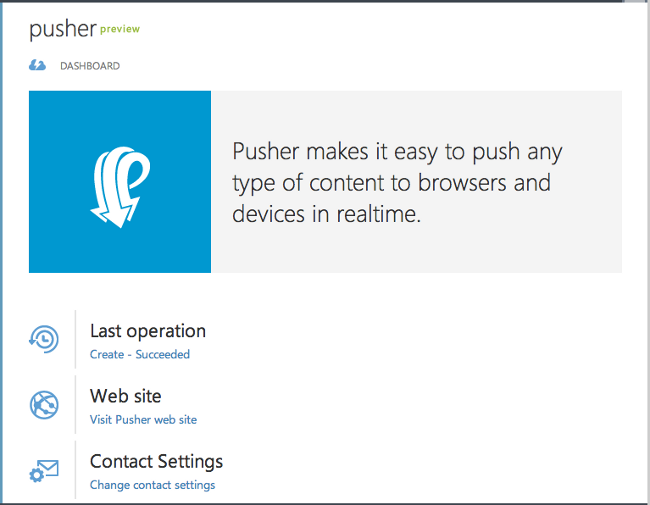 pusher preview
DASHBOARD
Pusher makes it easy to push any
type of content to browsers and
devices in realtime.
Last operation
Create - Succeeded
Web site
Visit Pusher web site
Contact Settings
Change contact settings